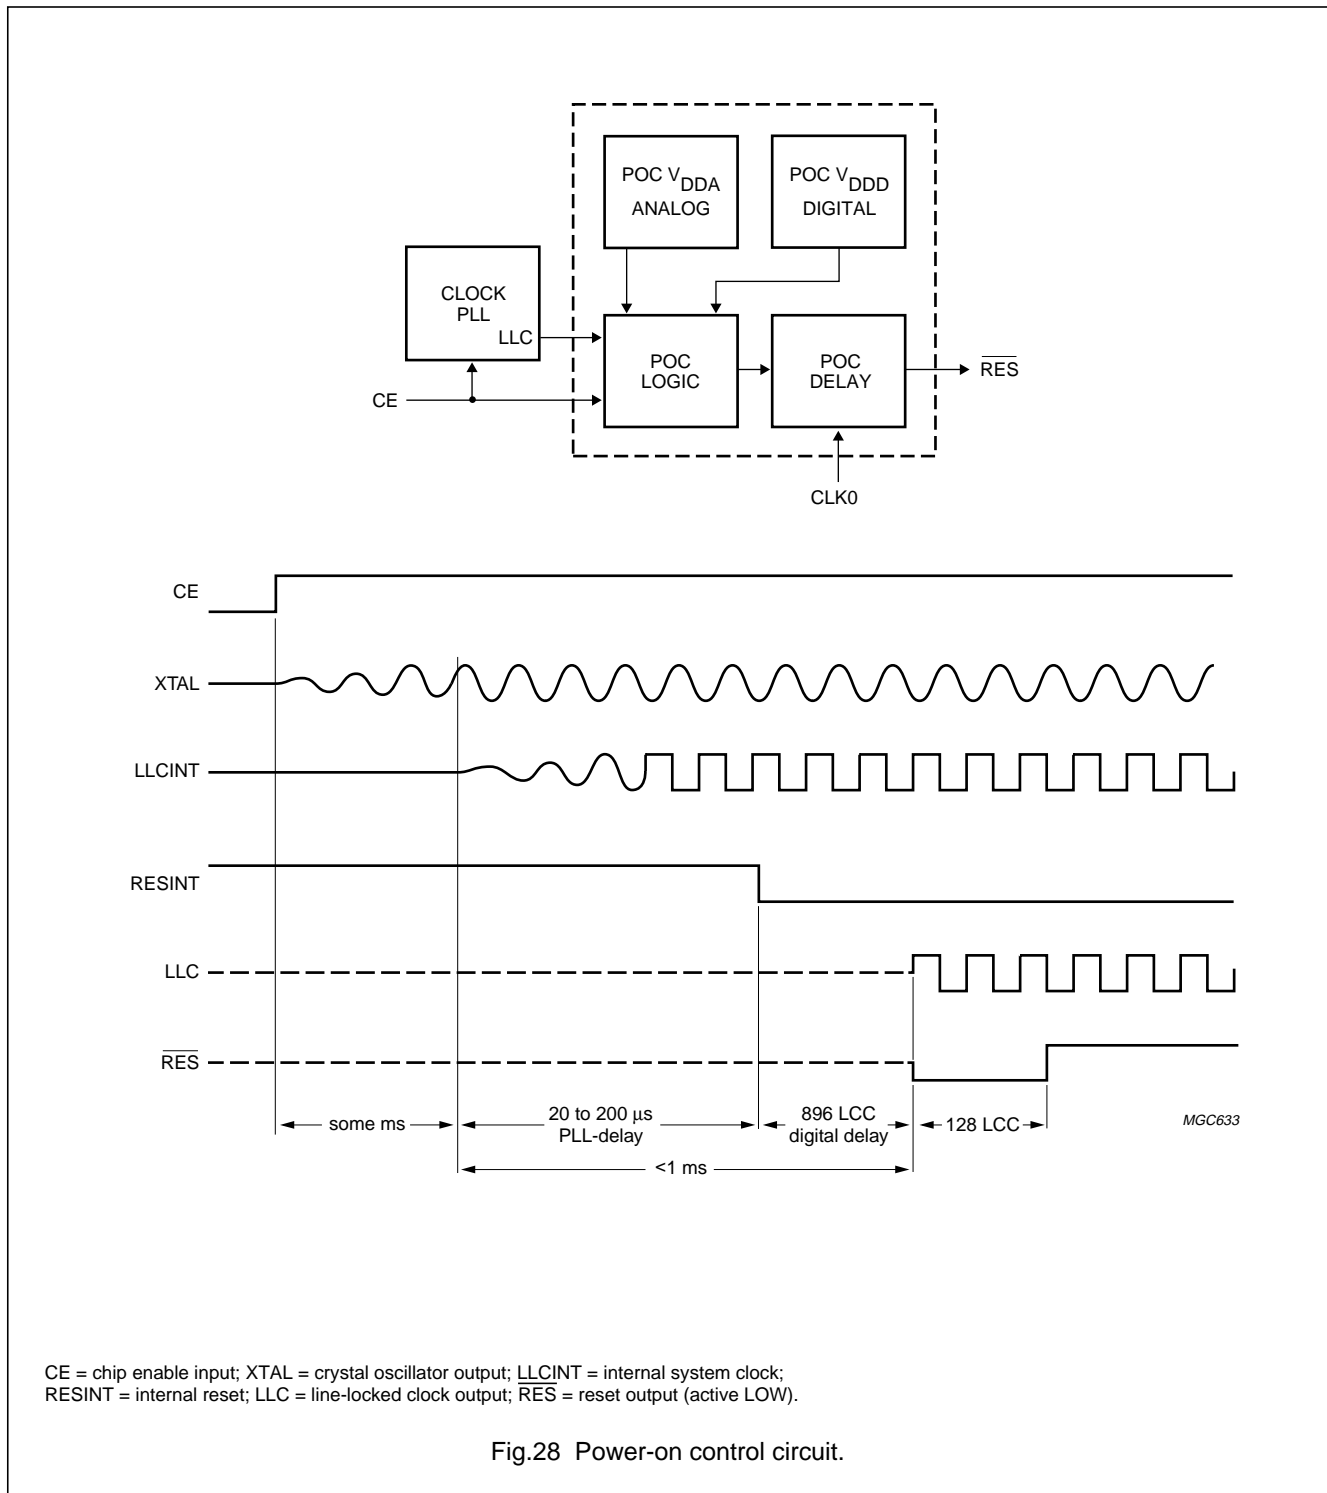 POC VDDA
ANALOG
POC VDDD
DIGITAL
CLOCK
PLL
LLC
POC
LOGIC
POC
DELAY
RES
CE
CLK0
CE
XTAL
LLCINT
RESINT
LLC
RES
some ms
20 to 200 μs
PLL-delay
896 LCC
digital delay
128 LCC
<1 ms
MGC633
CE = chip enable input; XTAL = crystal oscillator output; LLCINT = internal system clock;
RESINT = internal reset; LLC = line-locked clock output; RES = reset output (active LOW).
Fig.28 Power-on control circuit.